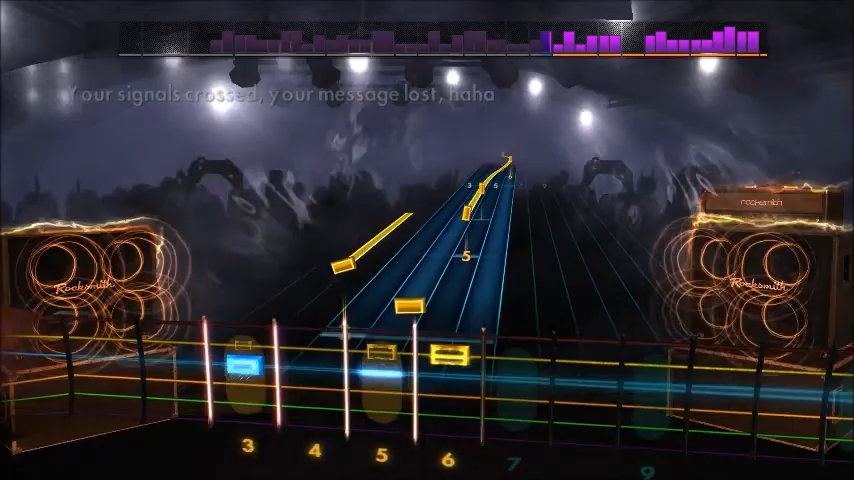 Your signals crossed, your message lost, haha
rocksmith
3 5 9
5
Rocksmith Rocksmith
3 4 5 6 7 9